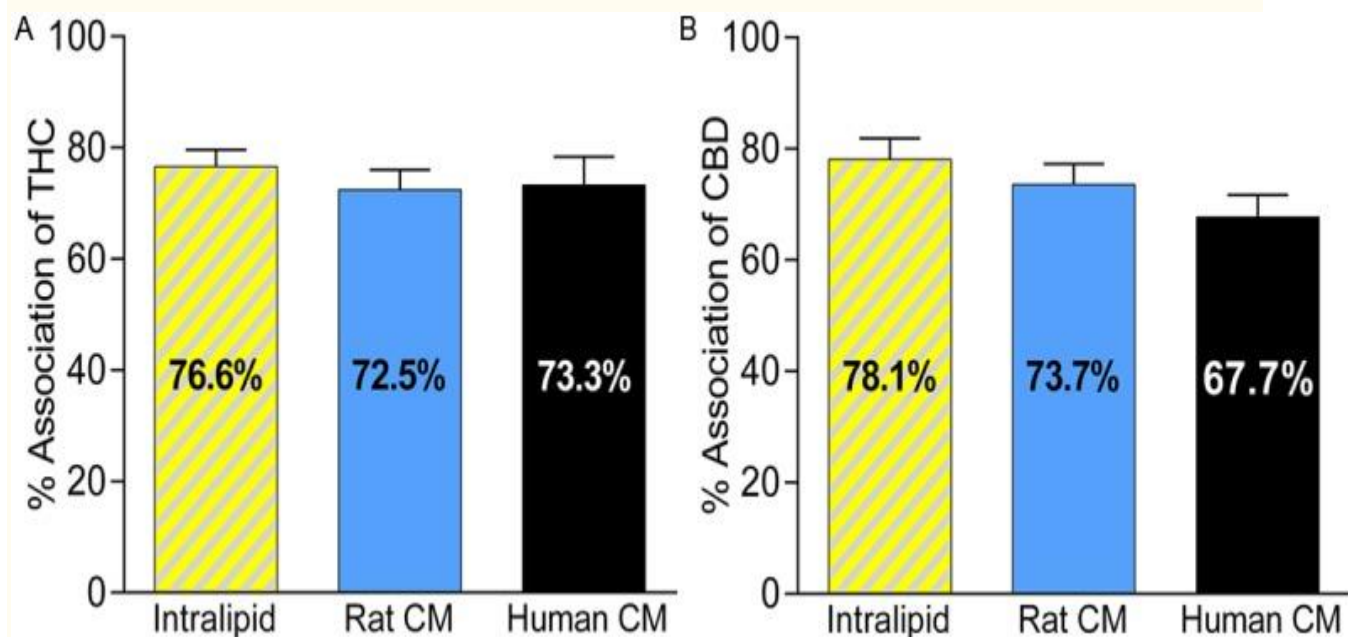 A
% Association of THC
100
80
60
40
20
0
76.6%
72.5%
73.3%
Intralipid
Rat CM
Human CM
B
% Association of CBD
100
80
60
40
20
0
78.1%
73.7%
67.7%
Intralipid
Rat CM
Human CM